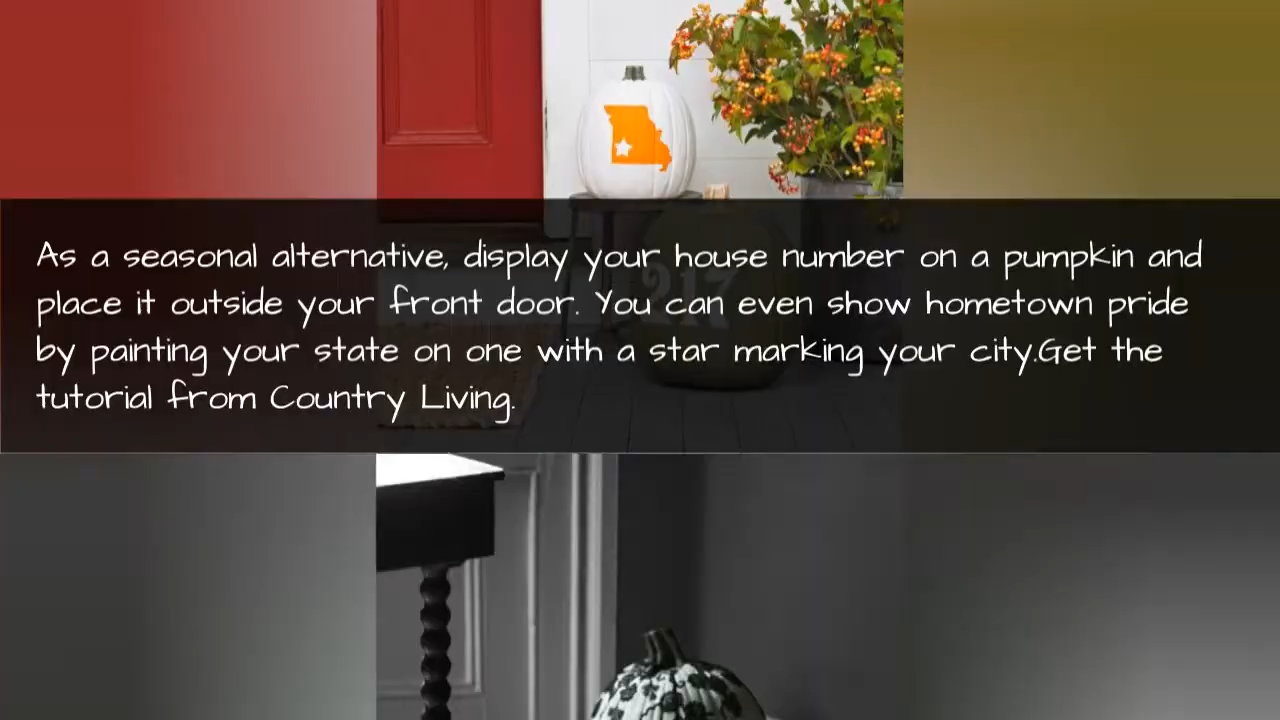 As a seasonal alternative, display your house number on a pumpkin and
place it outside your front door. You can even show hometown pride
by painting your state on one with a star marking your city.Get the
tutorial from Country Living.
217